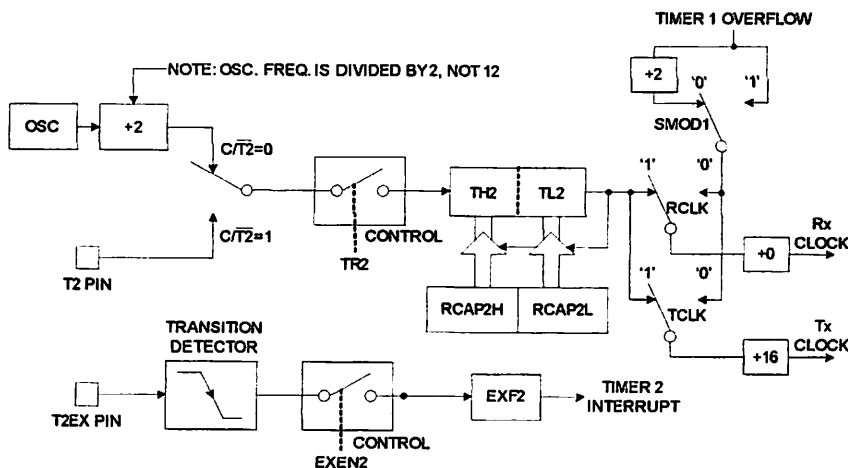 TIMER 1 OVERFLOW
NOTE: OSC. FREQ. IS DIVIDED BY 2, NOT 12
+2
'0'
'1'
SMOD1
OSC
+2
C/T2=0
TH2
TL2
'1'
'0'
RCLK
Rx
CLOCK
+0
C/T2=1
CONTROL
TR2
T2 PIN
RCAP2H
RCAP2L
'1'
'0'
TCLK
Tx
CLOCK
+16
TRANSITION
DETECTOR
T2EX PIN
EXF2
TIMER 2
INTERRUPT
CONTROL
EXEN2